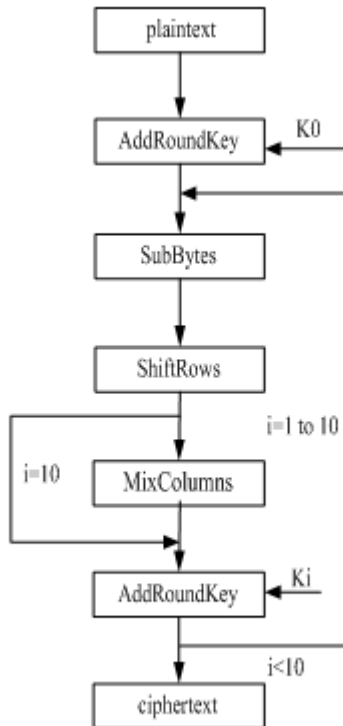 plaintext
AddRoundKey
K0
SubBytes
ShiftRows
i=1 to 10
i=10
MixColumns
AddRoundKey
Ki
i<10
ciphertext